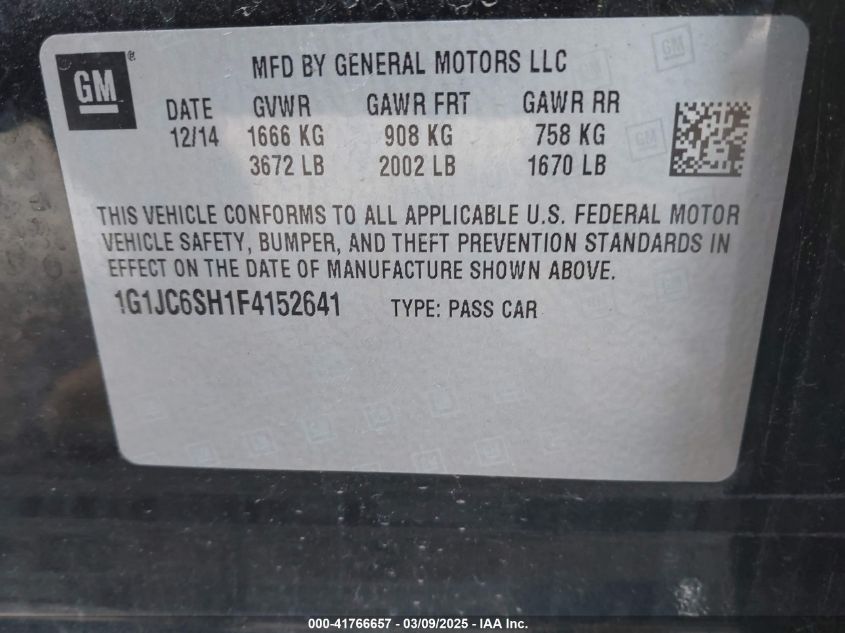 GM ®
MFD BY GENERAL MOTORS LLC
DATE GVWR GAWR FRT GAWR RR
12/14 1666 KG 908 KG 758 KG
3672 LB 2002 LB 1670 LB
THIS VEHICLE CONFORMS TO ALL APPLICABLE U.S. FEDERAL MOTOR
VEHICLE SAFETY, BUMPER, AND THEFT PREVENTION STANDARDS IN
EFFECT ON THE DATE OF MANUFACTURE SHOWN ABOVE.
1G1JC6SH1F4152641 TYPE: PASS CAR
000-41766657 / 03/09/2025 - IAA Inc.